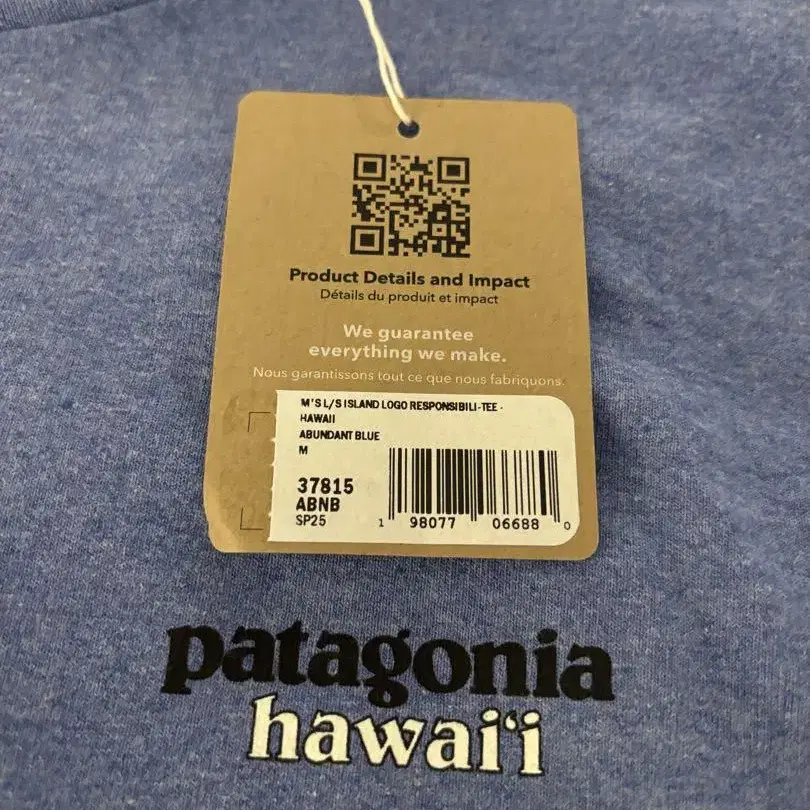 Product Details and Impact
Détails du produit et impact
We guarantee
everything we make.
Nous garantissons tout ce que nous fabriquons.
M'S L/S ISLAND LOGO RESPONSIBILI-TEE -
HAWAII
ABUNDANT BLUE
M
37815
ABNB
SP25
1 98077 06688 0
patagonia
hawaiʻi